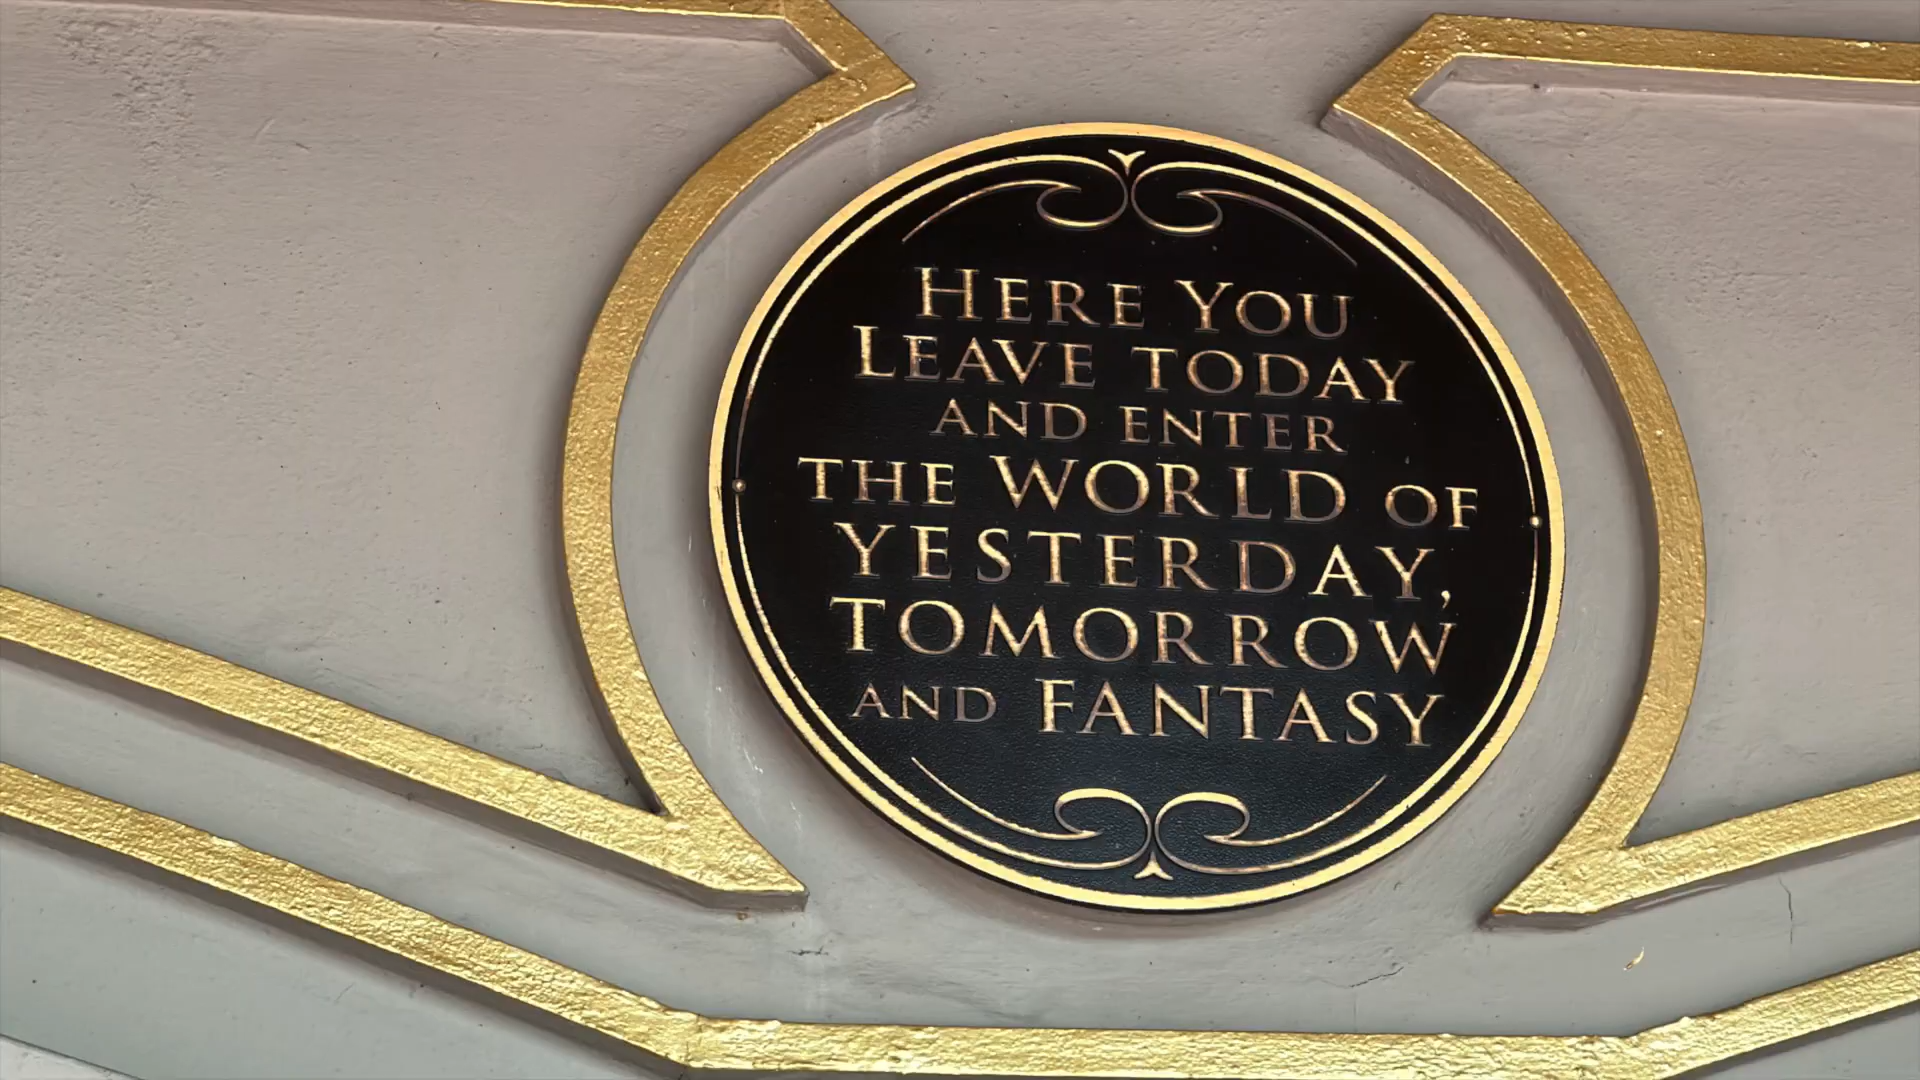 HERE YOU
LEAVE TODAY
AND ENTER
THE WORLD OF
YESTERDAY,
TOMORROW
AND FANTASY